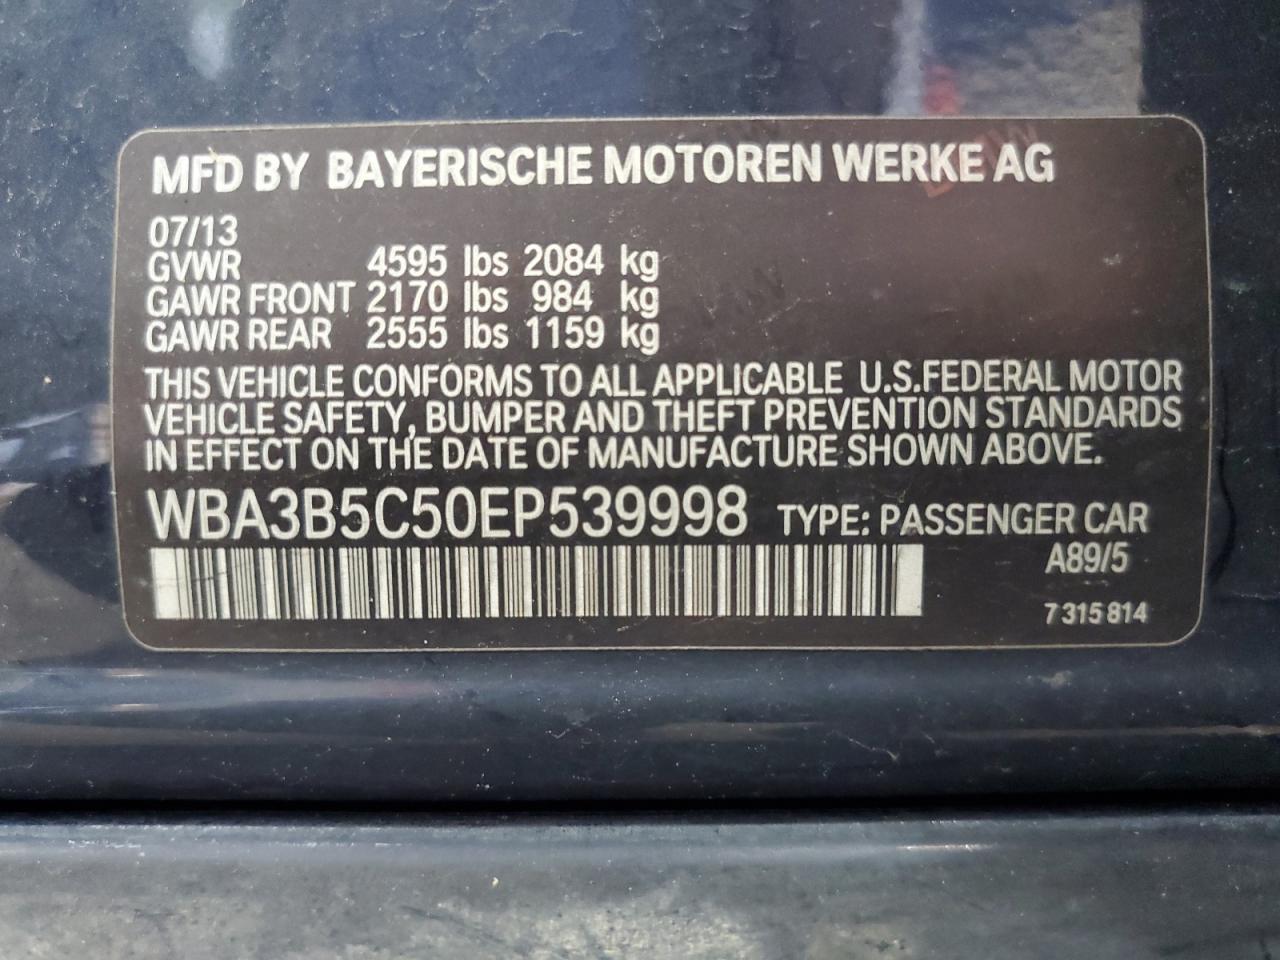 MFD BY BAYERISCHE MOTOREN WERKE AG
07/13
GVWR 4595 lbs 2084 kg
GAWR FRONT 2170 lbs 984 kg
GAWR REAR 2555 lbs 1159 kg
THIS VEHICLE CONFORMS TO ALL APPLICABLE U.S.FEDERAL MOTOR
VEHICLE SAFETY, BUMPER AND THEFT PREVENTION STANDARDS
IN EFFECT ON THE DATE OF MANUFACTURE SHOWN ABOVE.
WBA3B5C50EP539998 TYPE: PASSENGER CAR
A89/5
7 315 814